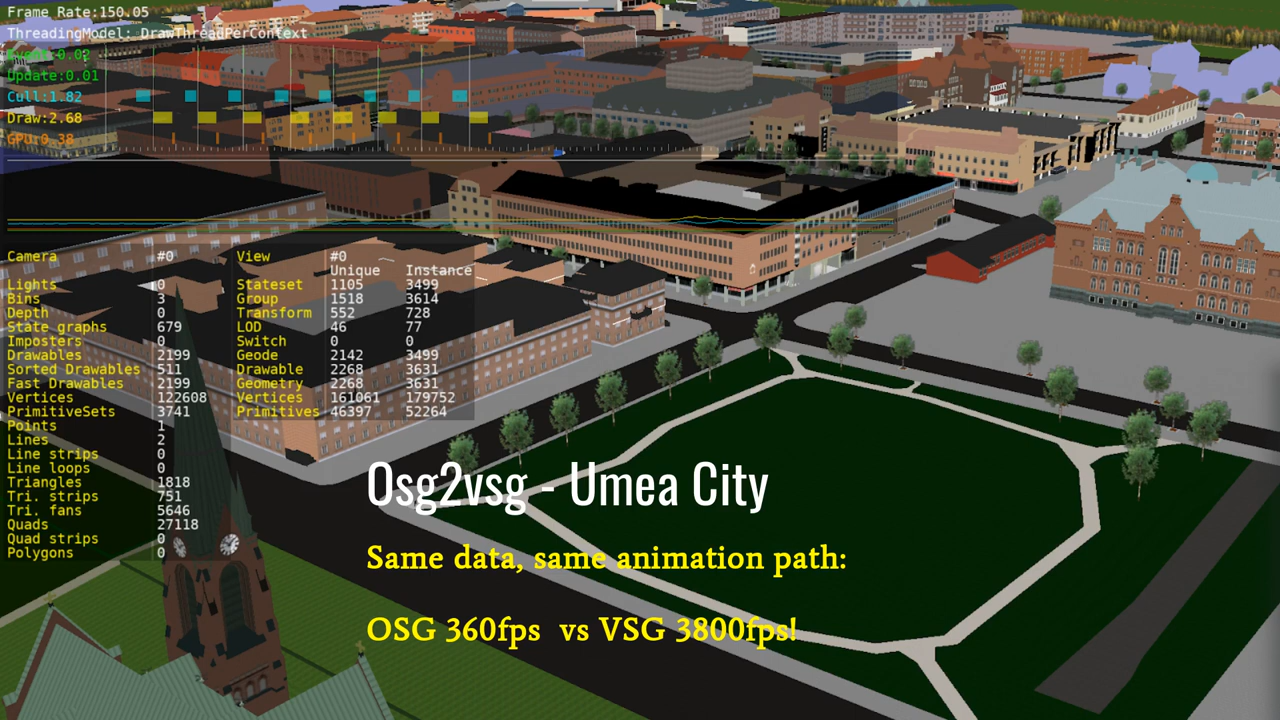 Frame Rate:150.05
ThreadingModel: DrawThreadPerContext
Event:0.02
Update:0.01
Cull:1.82
Draw:2.68
GPU:0.38
Camera #0 View #0
Unique Instance
Lights 0 Stateset 1105 3499
Bins 3 Group 1518 3614
Depth 0 Transform 552 728
State graphs 679 LOD 46 77
Imposters 0 Switch 0 0
Drawables 2199 Geode 2142 3499
Sorted Drawables 511 Drawable 2268 3631
Fast Drawables 2199 Geometry 2268 3631
Vertices 122608 Vertices 161061 179752
PrimitiveSets 3741 Primitives 46397 52264
Points 1
Lines 2
Line strips 0
Line loops 0
Triangles 1818
Tri. strips 751
Tri. fans 5646
Quads 27118
Quad strips 0
Polygons 0
Osg2vsg - Umea City
Same data, same animation path:
OSG 360fps vs VSG 3800fps!